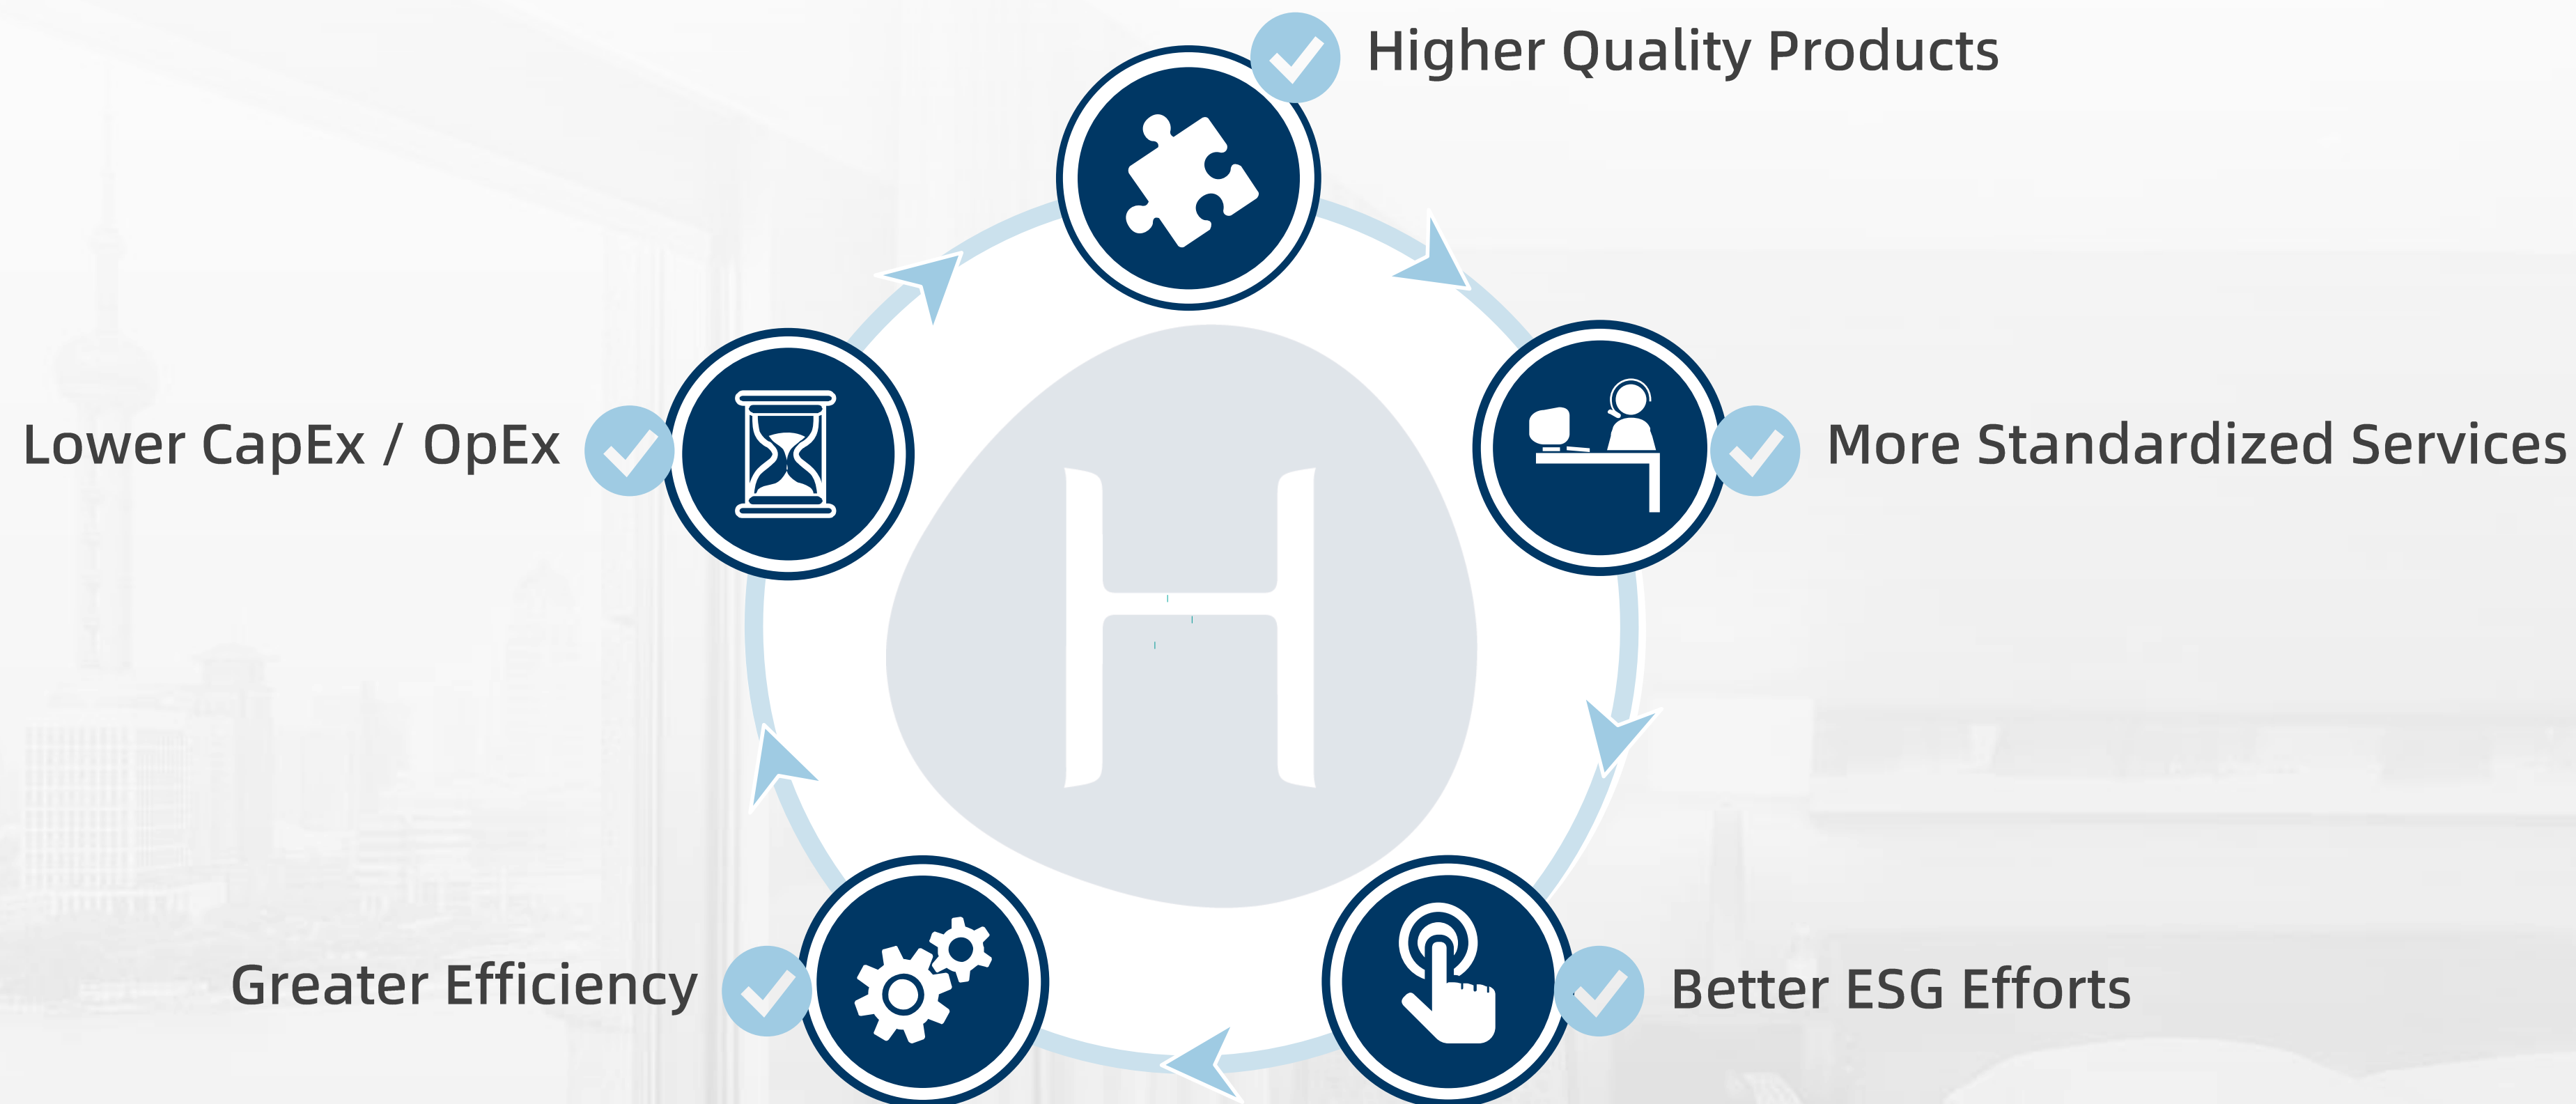 Higher Quality Products
Lower CapEx / OpEx
More Standardized Services
H
Greater Efficiency
Better ESG Efforts